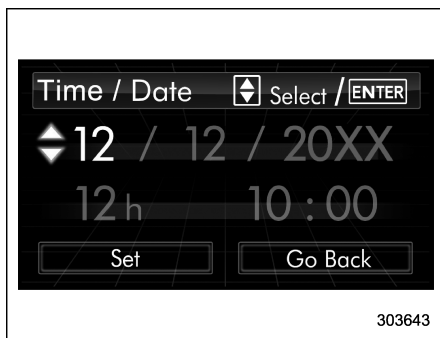 Time / Date Select / ENTER
12 / 12 / 20XX
12h 10 : 00
Set Go Back
303643